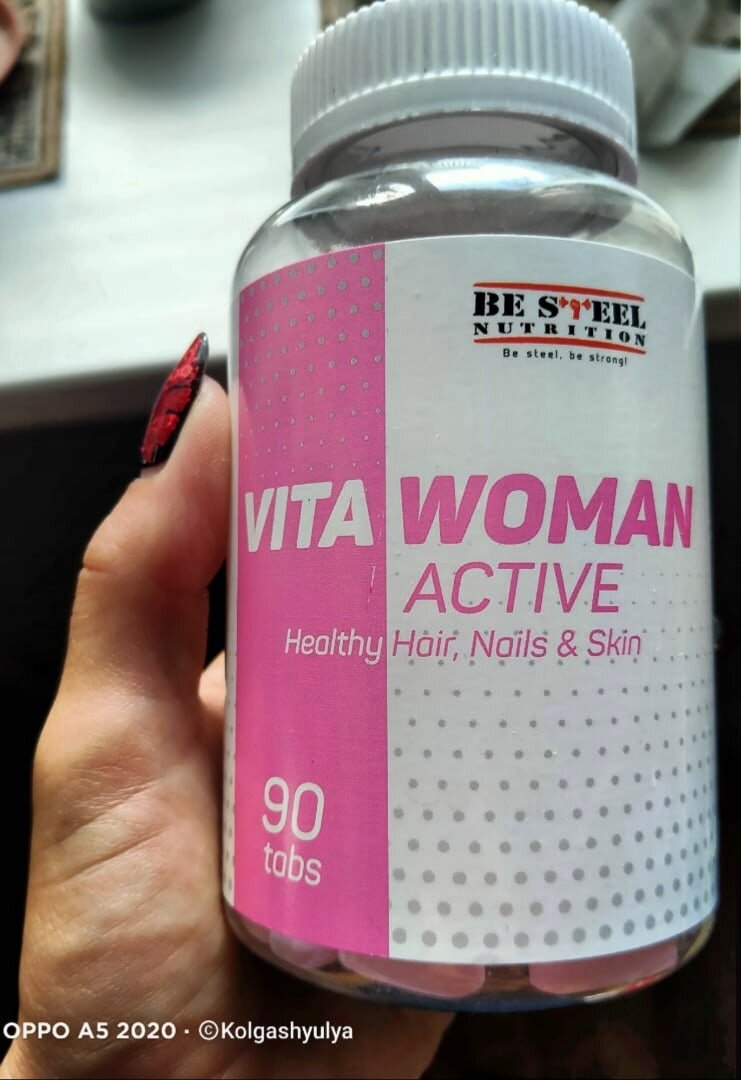 BE STEEL
NUTRITION
Be steel, be strong!
VITA WOMAN
ACTIVE
Healthy Hair, Nails & Skin
90
tabs
OPPO A5 2020 · ©Kolgashyulya